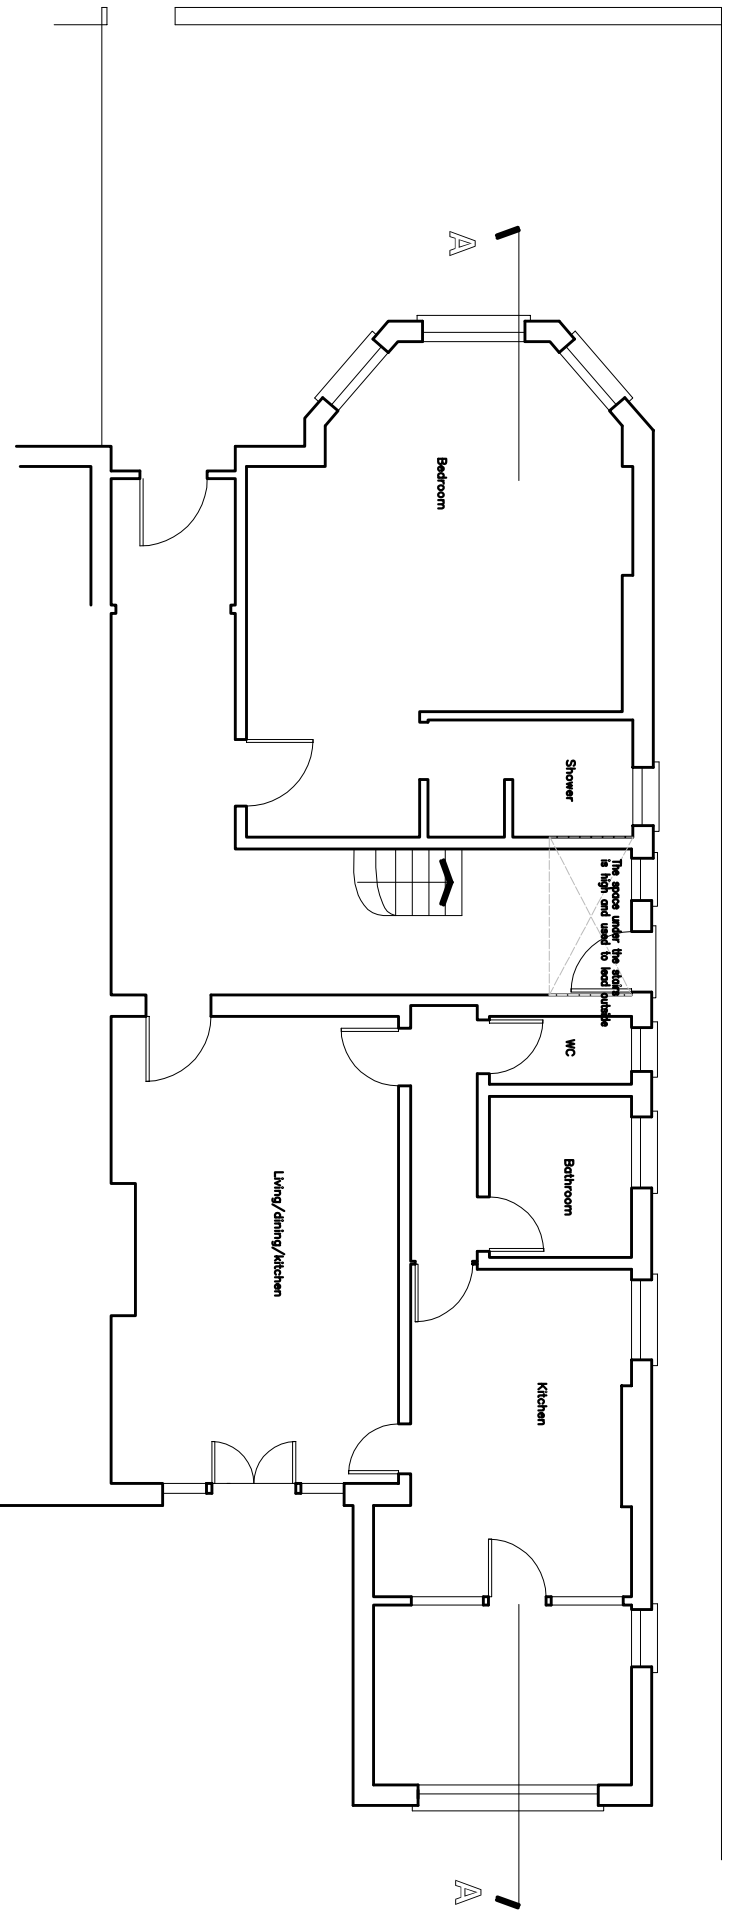 A
Bedroom
Shower
The space under the stairs
is high and used to lead outside
WC
Bathroom
Living/dining/kitchen
Kitchen
A